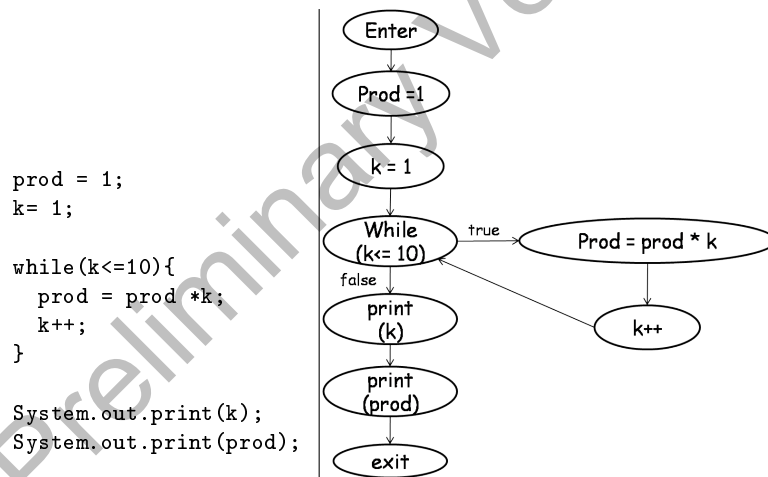 prod = 1;
k= 1;
while(k<=10){
prod = prod *k;
k++;
}
System.out.print(k);
System.out.print(prod);
Enter
Prod =1
k = 1
While
(k<= 10)
true
Prod = prod * k
false
k++
print
(k)
print
(prod)
exit
Preliminary